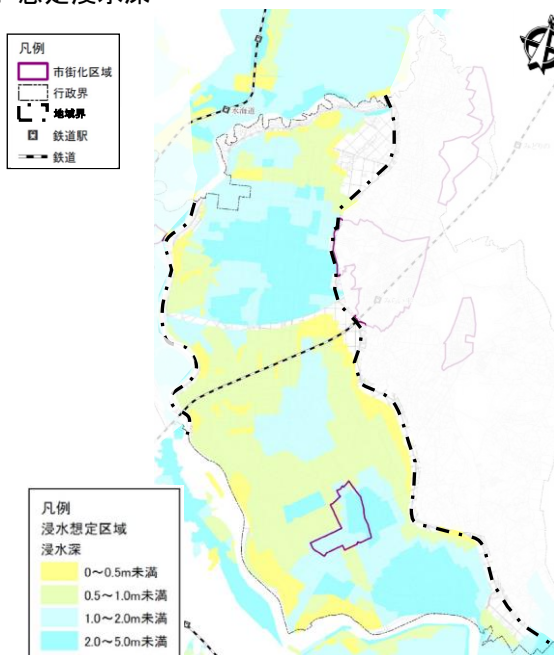 想定浸水深
凡例
市街化区域
行政界
地域界
鉄道駅
鉄道
水海道
凡例
浸水想定区域
浸水深
0～0.5m未満
0.5～1.0m未満
1.0～2.0m未満
2.0～5.0m未満